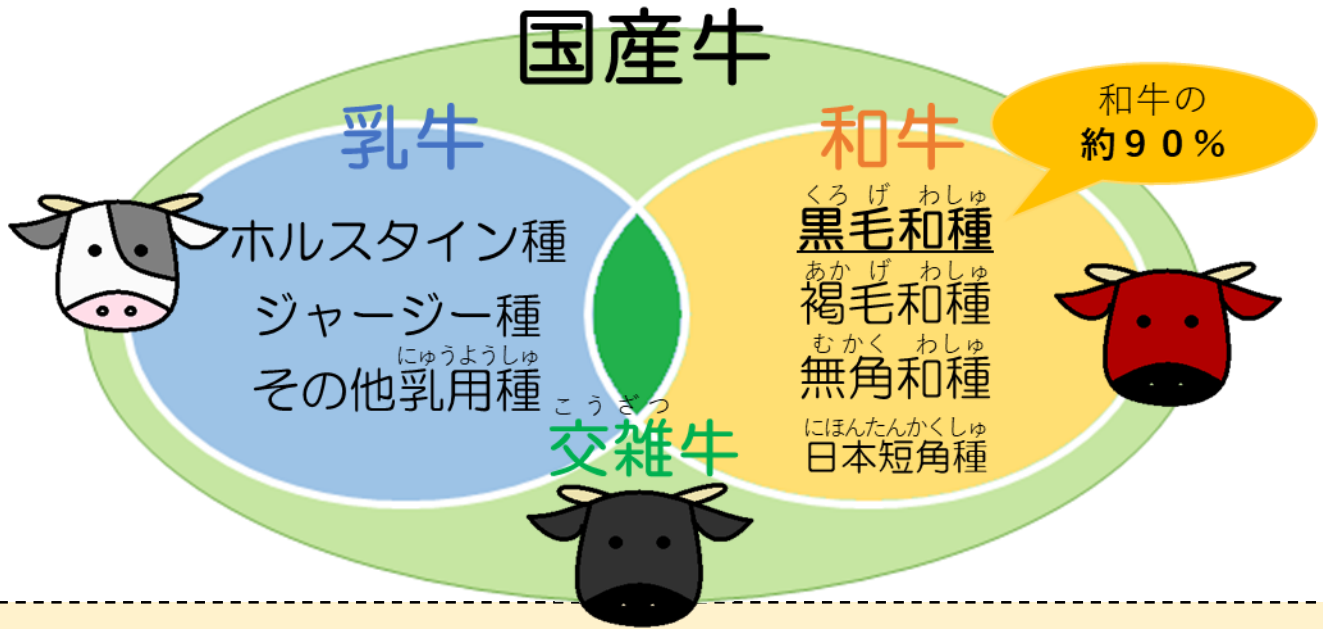 国産牛
乳牛
ホルスタイン種
ジャージー種
にゅうようしゅ
その他乳用種
和牛
和牛の
約90%
くろ げ わしゅ
黒毛和種
あか げ わしゅ
褐毛和種
む かく わしゅ
無角和種
にほんたんかくしゅ
日本短角種
こう ざつ
交雑牛